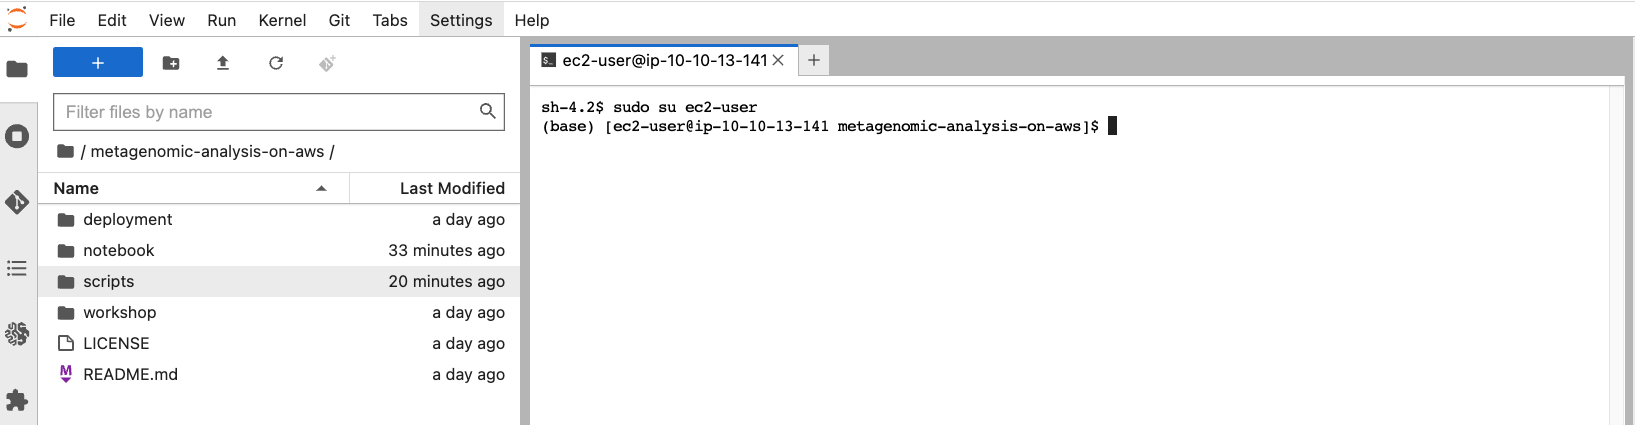 File Edit View Run Kernel Git Tabs Settings Help
+
Filter files by name
/ metagenomic-analysis-on-aws /
Name Last Modified
deployment a day ago
notebook 33 minutes ago
scripts 20 minutes ago
workshop a day ago
LICENSE a day ago
M README.md a day ago
$_ ec2-user@ip-10-10-13-141 × +
sh-4.2$ sudo su ec2-user
(base) [ec2-user@ip-10-10-13-141 metagenomic-analysis-on-aws]$